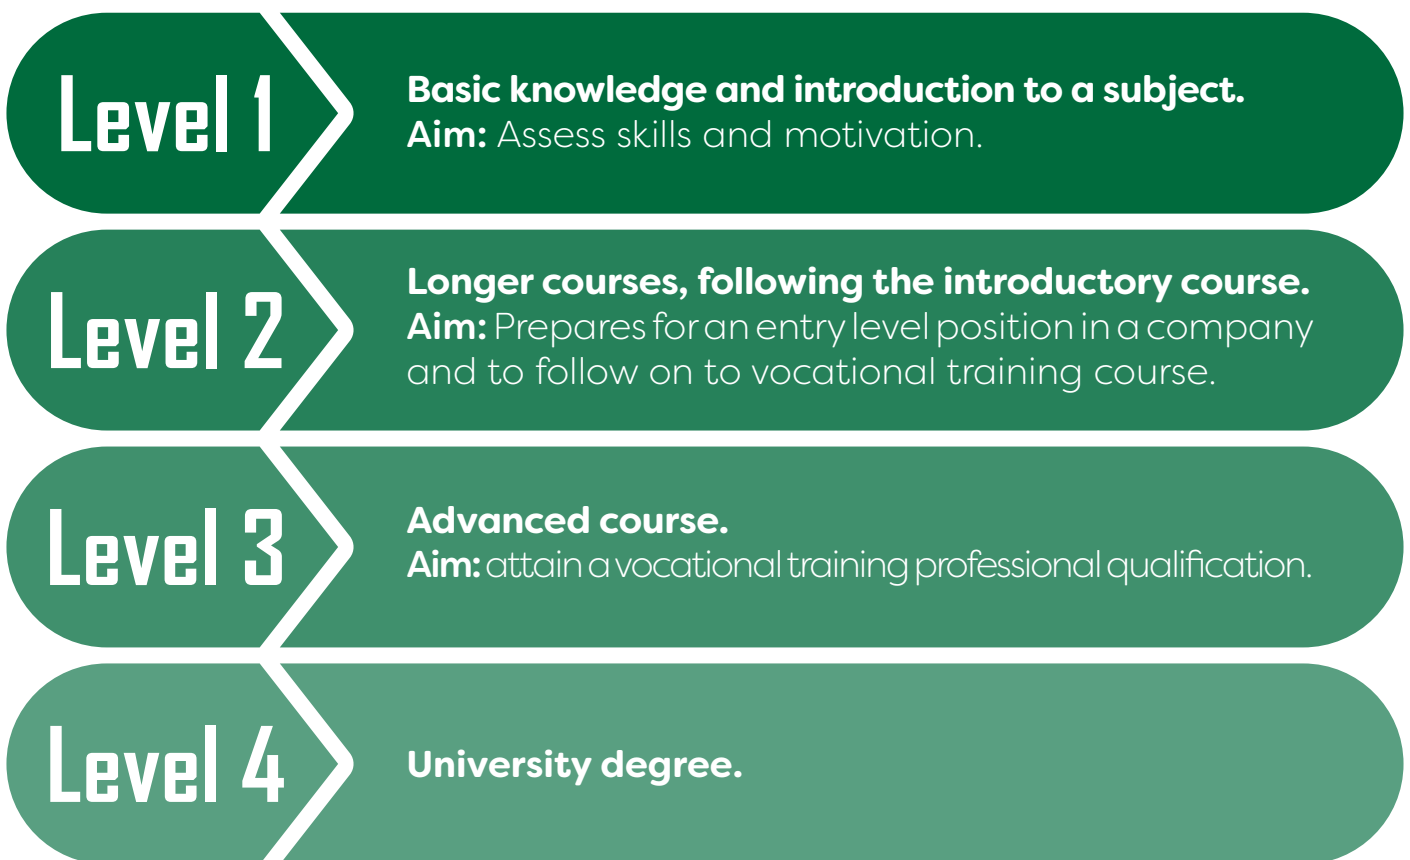 Level 1
Basic knowledge and introduction to a subject.
Aim: Assess skills and motivation.
Level 2
Longer courses, following the introductory course.
Aim: Prepares for an entry level position in a company
and to follow on to vocational training course.
Level 3
Advanced course.
Aim: attain a vocational training professional qualification.
Level 4
University degree.